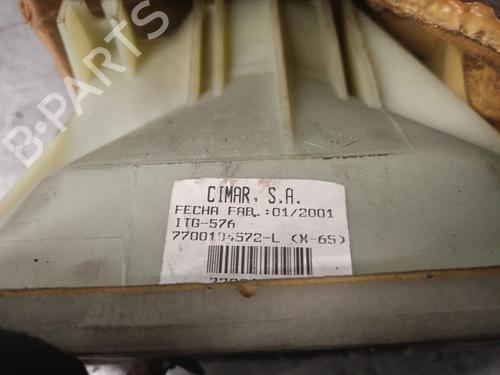 B-PARTS
CIMAR, S.A.
FECHA FAB.:01/2001
ITG-576
7700104572-L (X-65)